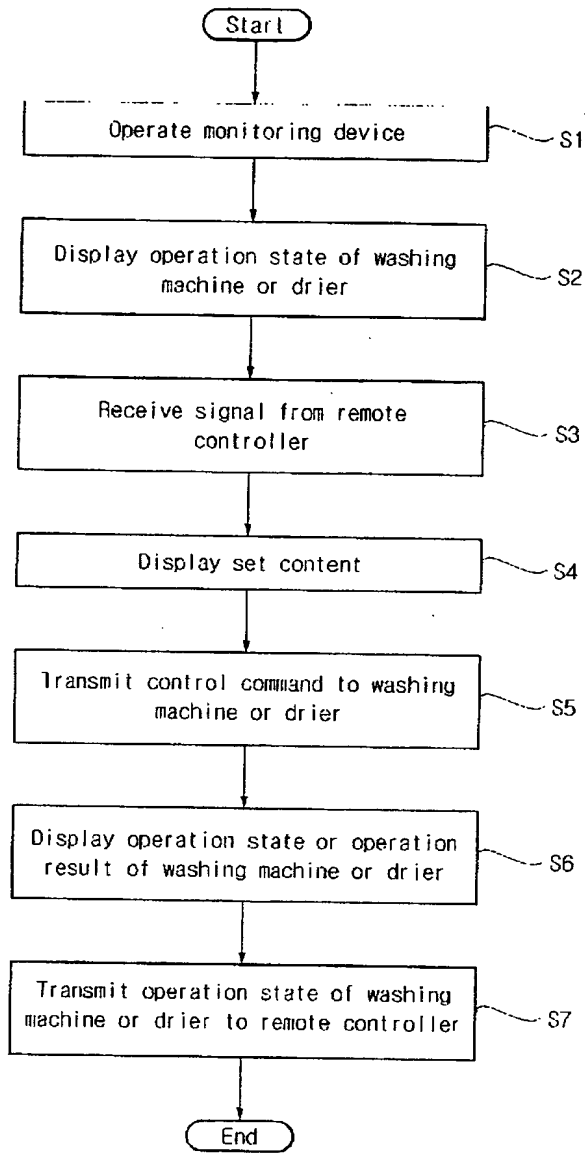 Start
Operate monitoring device
S1
Display operation state of washing
machine or drier
S2
Receive signal from remote
controller
S3
Display set content
S4
Transmit control command to washing
machine or drier
S5
Display operation state or operation
result of washing machine or drier
S6
Transmit operation state of washing
machine or drier to remote controller
S7
End